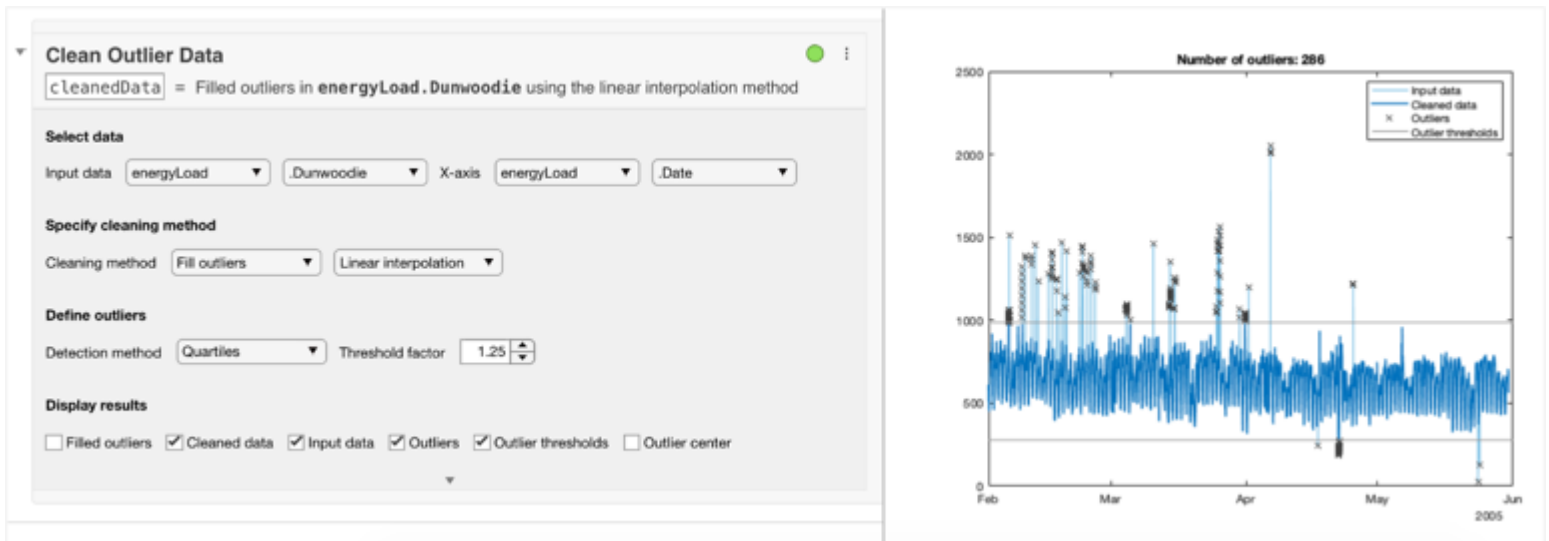 Clean Outlier Data
cleanedData = Filled outliers in energyLoad.Dunwoodie using the linear interpolation method
Select data
Input data energyLoad .Dunwoodie X-axis energyLoad .Date
Specify cleaning method
Cleaning method Fill outliers Linear interpolation
Define outliers
Detection method Quartiles Threshold factor 1.25
Display results
Filled outliers Cleaned data Input data Outliers Outlier thresholds Outlier center
Number of outliers: 286
2500
2000
1500
1000
500
0
Input data
Cleaned data
Outliers
Outlier thresholds
Feb Mar Apr May Jun
2005